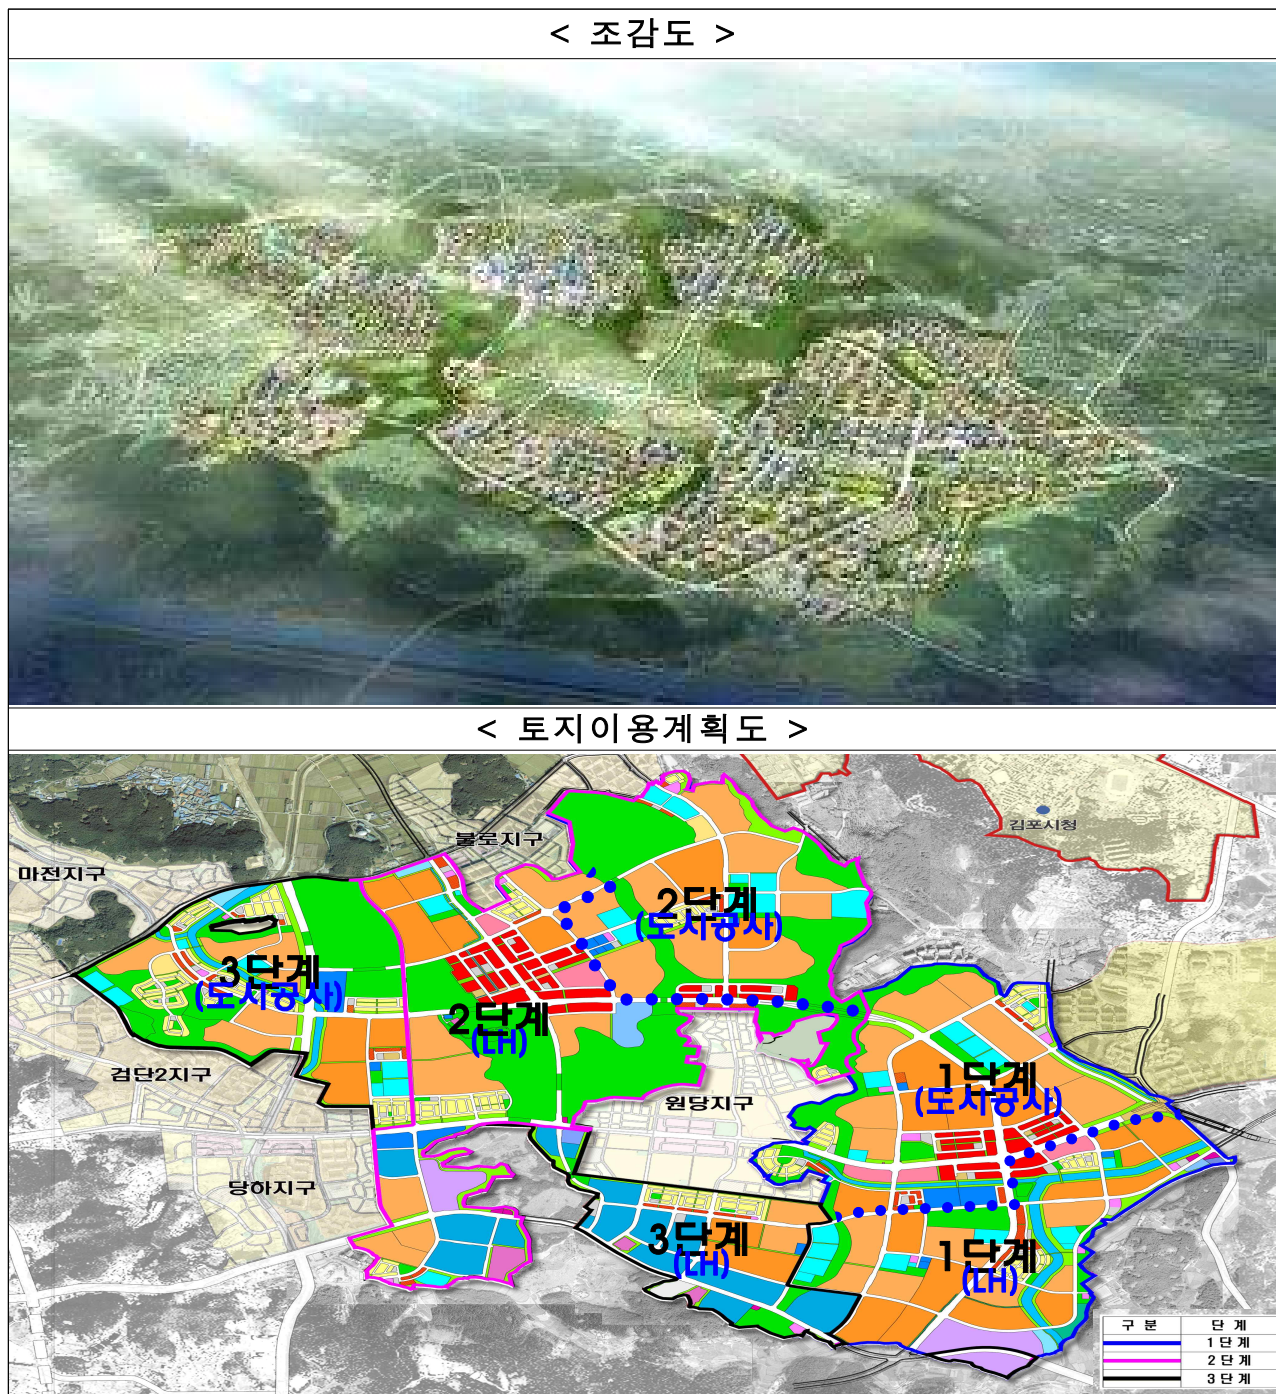 < 조감도 >
< 토지이용계획도 >
불로지구
김포시청
마전지구
2단계
(도시공사)
3단계
(도시공사)
2단계
(LH)
검단2지구
1단계
(도시공사)
원당지구
당하지구
3단계
(LH)
1단계
(LH)
구 분 단 계
1 단 계
2 단 계
3 단 계